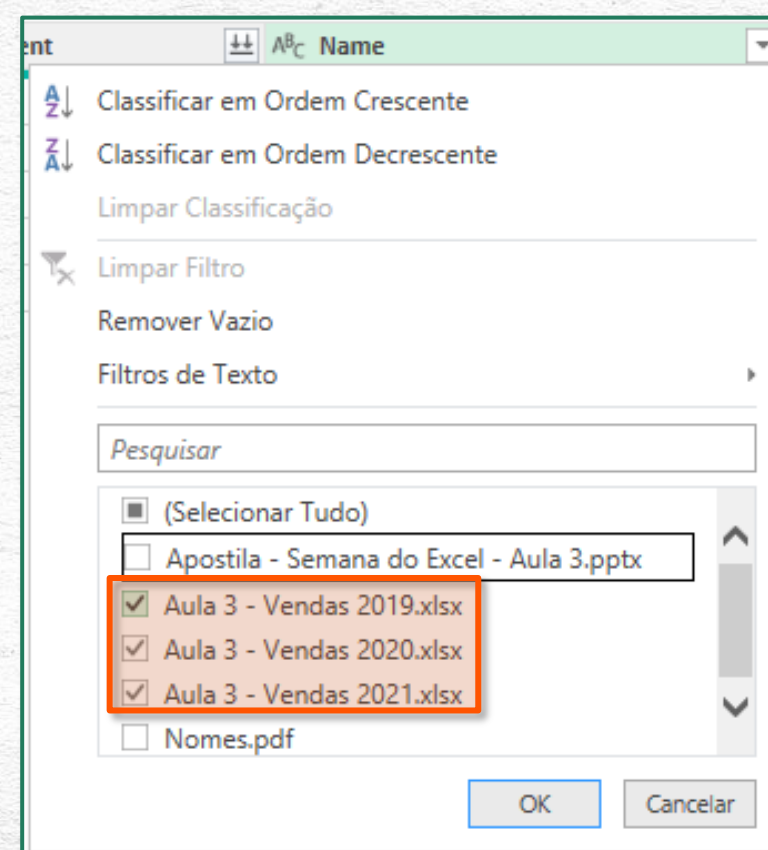 ent
ABC Name
Classificar em Ordem Crescente
Classificar em Ordem Decrescente
Limpar Classificação
Limpar Filtro
Remover Vazio
Filtros de Texto
Pesquisar
(Selecionar Tudo)
Apostila - Semana do Excel - Aula 3.pptx
Aula 3 - Vendas 2019.xlsx
Aula 3 - Vendas 2020.xlsx
Aula 3 - Vendas 2021.xlsx
Nomes.pdf
OK Cancelar